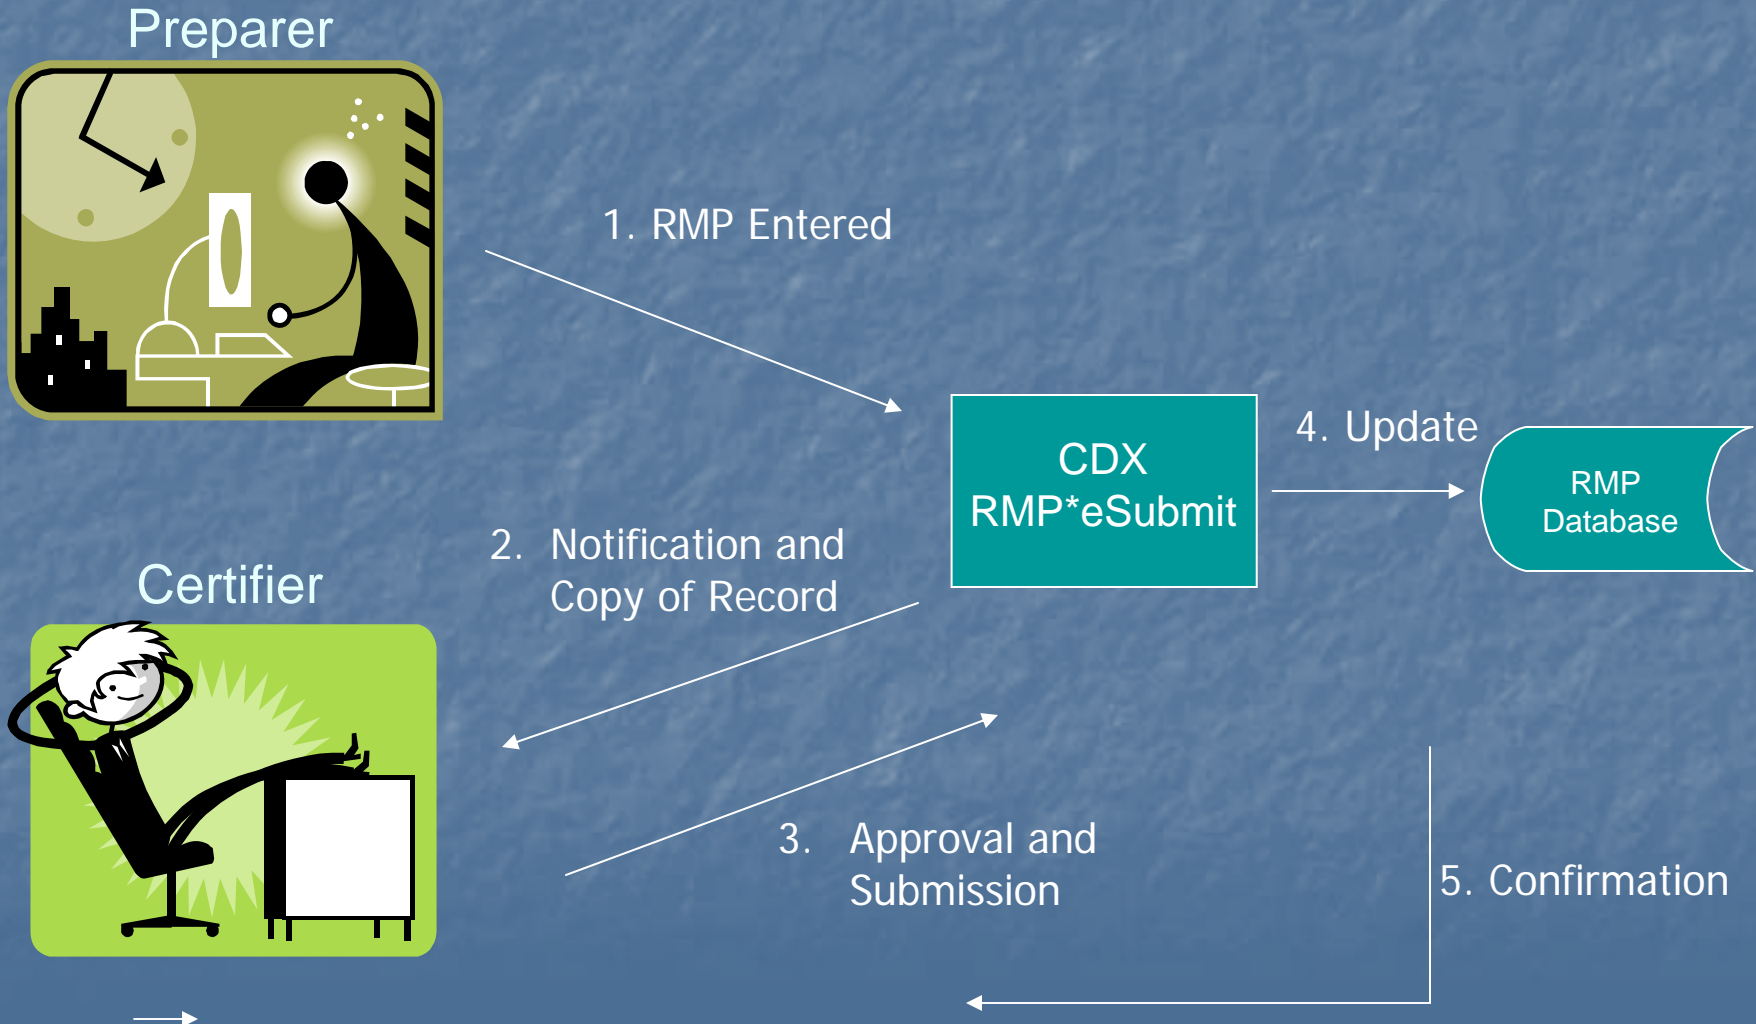 Preparer
1. RMP Entered
CDX
RMP*eSubmit
4. Update
RMP
Database
2. Notification and
Copy of Record
Certifier
3. Approval and
Submission
5. Confirmation